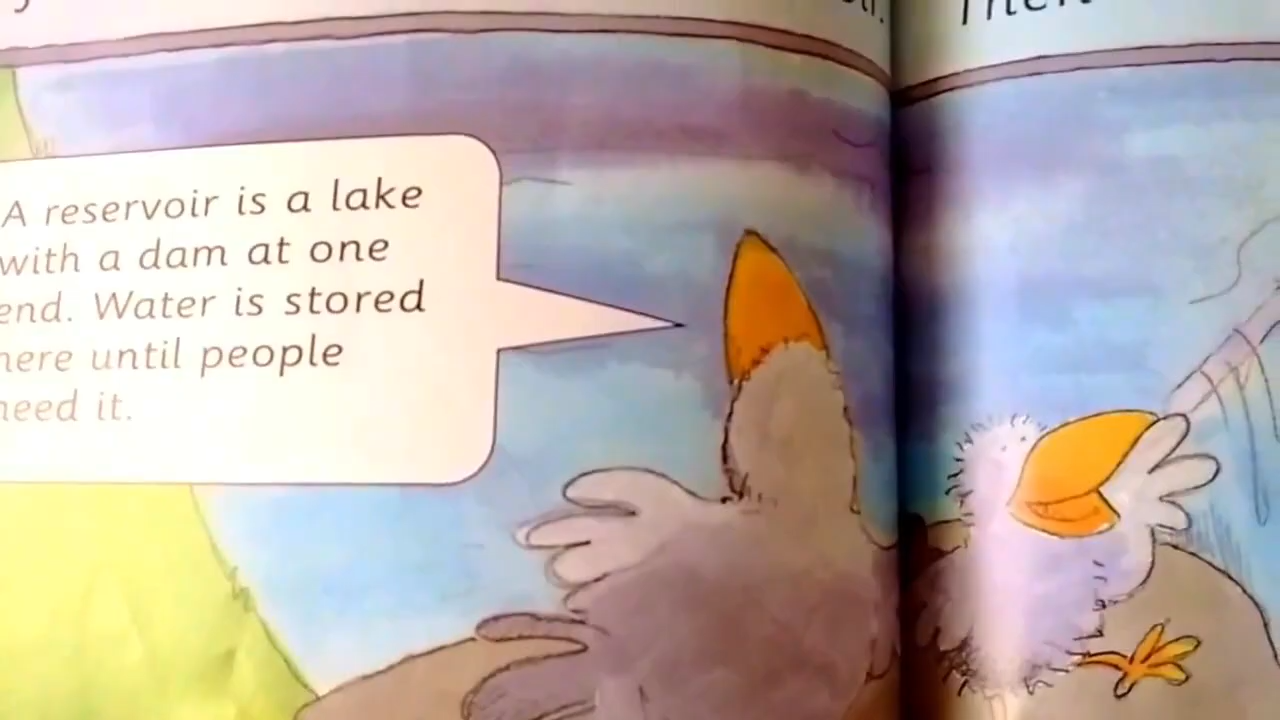 A reservoir is a lake
with a dam at one
end. Water is stored
here until people
need it.